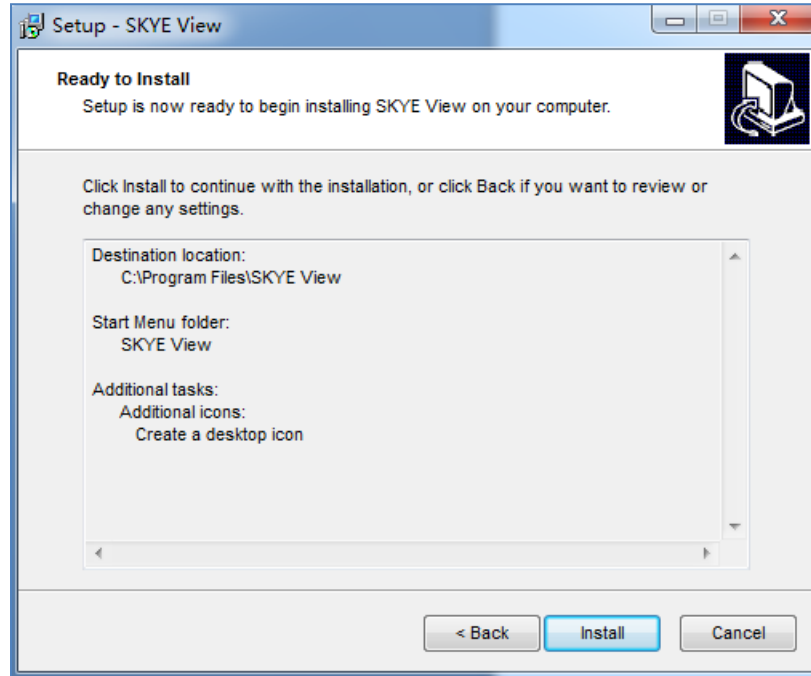 Setup - SKYE View
Ready to Install
Setup is now ready to begin installing SKYE View on your computer.
Click Install to continue with the installation, or click Back if you want to review or
change any settings.
Destination location:
C:\Program Files\SKYE View
Start Menu folder:
SKYE View
Additional tasks:
Additional icons:
Create a desktop icon
< Back
Install
Cancel